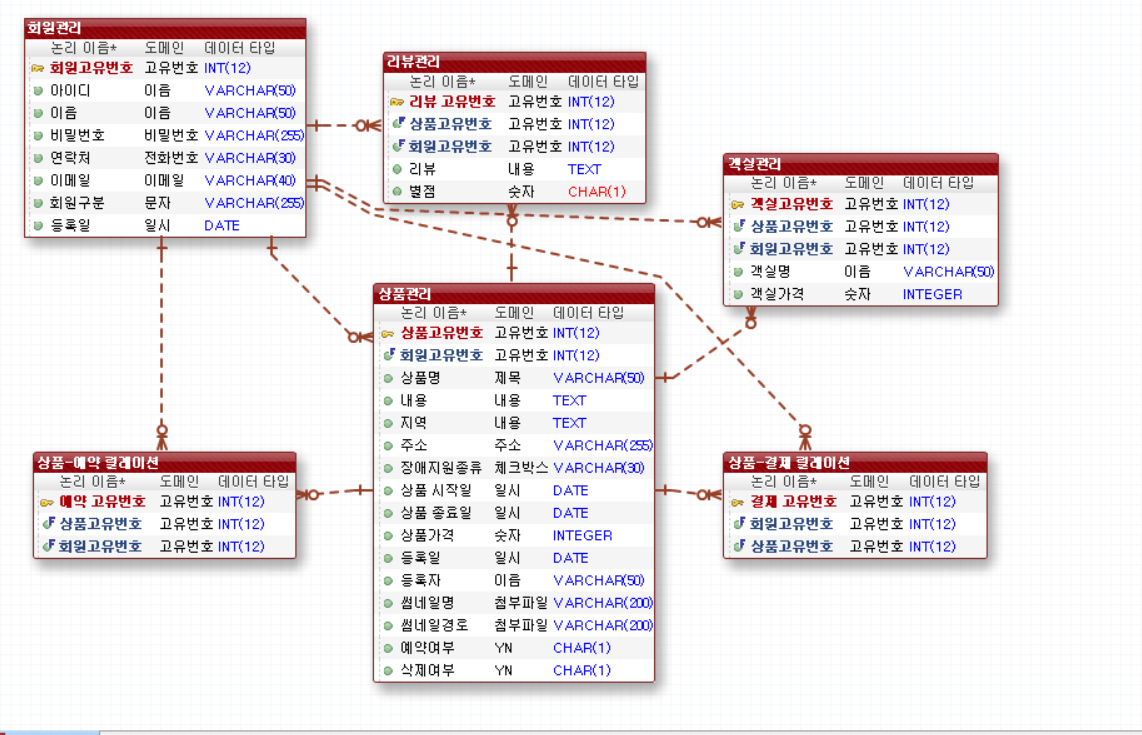 회원관리
논리 이름* 도메인 데이터 타입
회원고유번호 고유번호 INT(12)
아이디 이음 VARCHAR(50)
이음 이음 VARCHAR(50)
비밀번호 비밀번호 VARCHAR(255)
연락처 전화번호 VARCHAR(30)
이메일 이메일 VARCHAR(40)
회원구분 문자 VARCHAR(255)
등록일 일시 DATE
리뷰관리
논리 이름* 도메인 데이터 타입
리뷰 고유번호 고유번호 INT(12)
상품고유번호 고유번호 INT(12)
회원고유번호 고유번호 INT(12)
리뷰 내용 TEXT
별점 숫자 CHAR(1)
객실관리
논리 이름* 도메인 데이터 타입
객실고유번호 고유번호 INT(12)
상품고유번호 고유번호 INT(12)
회원고유번호 고유번호 INT(12)
객실명 이음 VARCHAR(50)
객실가격 숫자 INTEGER
상품관리
논리 이름* 도메인 데이터 타입
상품고유번호 고유번호 INT(12)
회원고유번호 고유번호 INT(12)
상품명 제목 VARCHAR(50)
내용 내용 TEXT
지역 내용 TEXT
주소 주소 VARCHAR(255)
장애지원종류 체크박스 VARCHAR(30)
상품 시작일 일시 DATE
상품 종료일 일시 DATE
상품가격 숫자 INTEGER
등록일 일시 DATE
등록자 이음 VARCHAR(50)
썸네일명 첨부파일 VARCHAR(200)
썸네일경로 첨부파일 VARCHAR(200)
예약여부 YN CHAR(1)
삭제여부 YN CHAR(1)
상품-예약 릴레이션
논리 이름* 도메인 데이터 타입
예약 고유번호 고유번호 INT(12)
상품고유번호 고유번호 INT(12)
회원고유번호 고유번호 INT(12)
상품-결제 릴레이션
논리 이름* 도메인 데이터 타입
결제 고유번호 고유번호 INT(12)
회원고유번호 고유번호 INT(12)
상품고유번호 고유번호 INT(12)